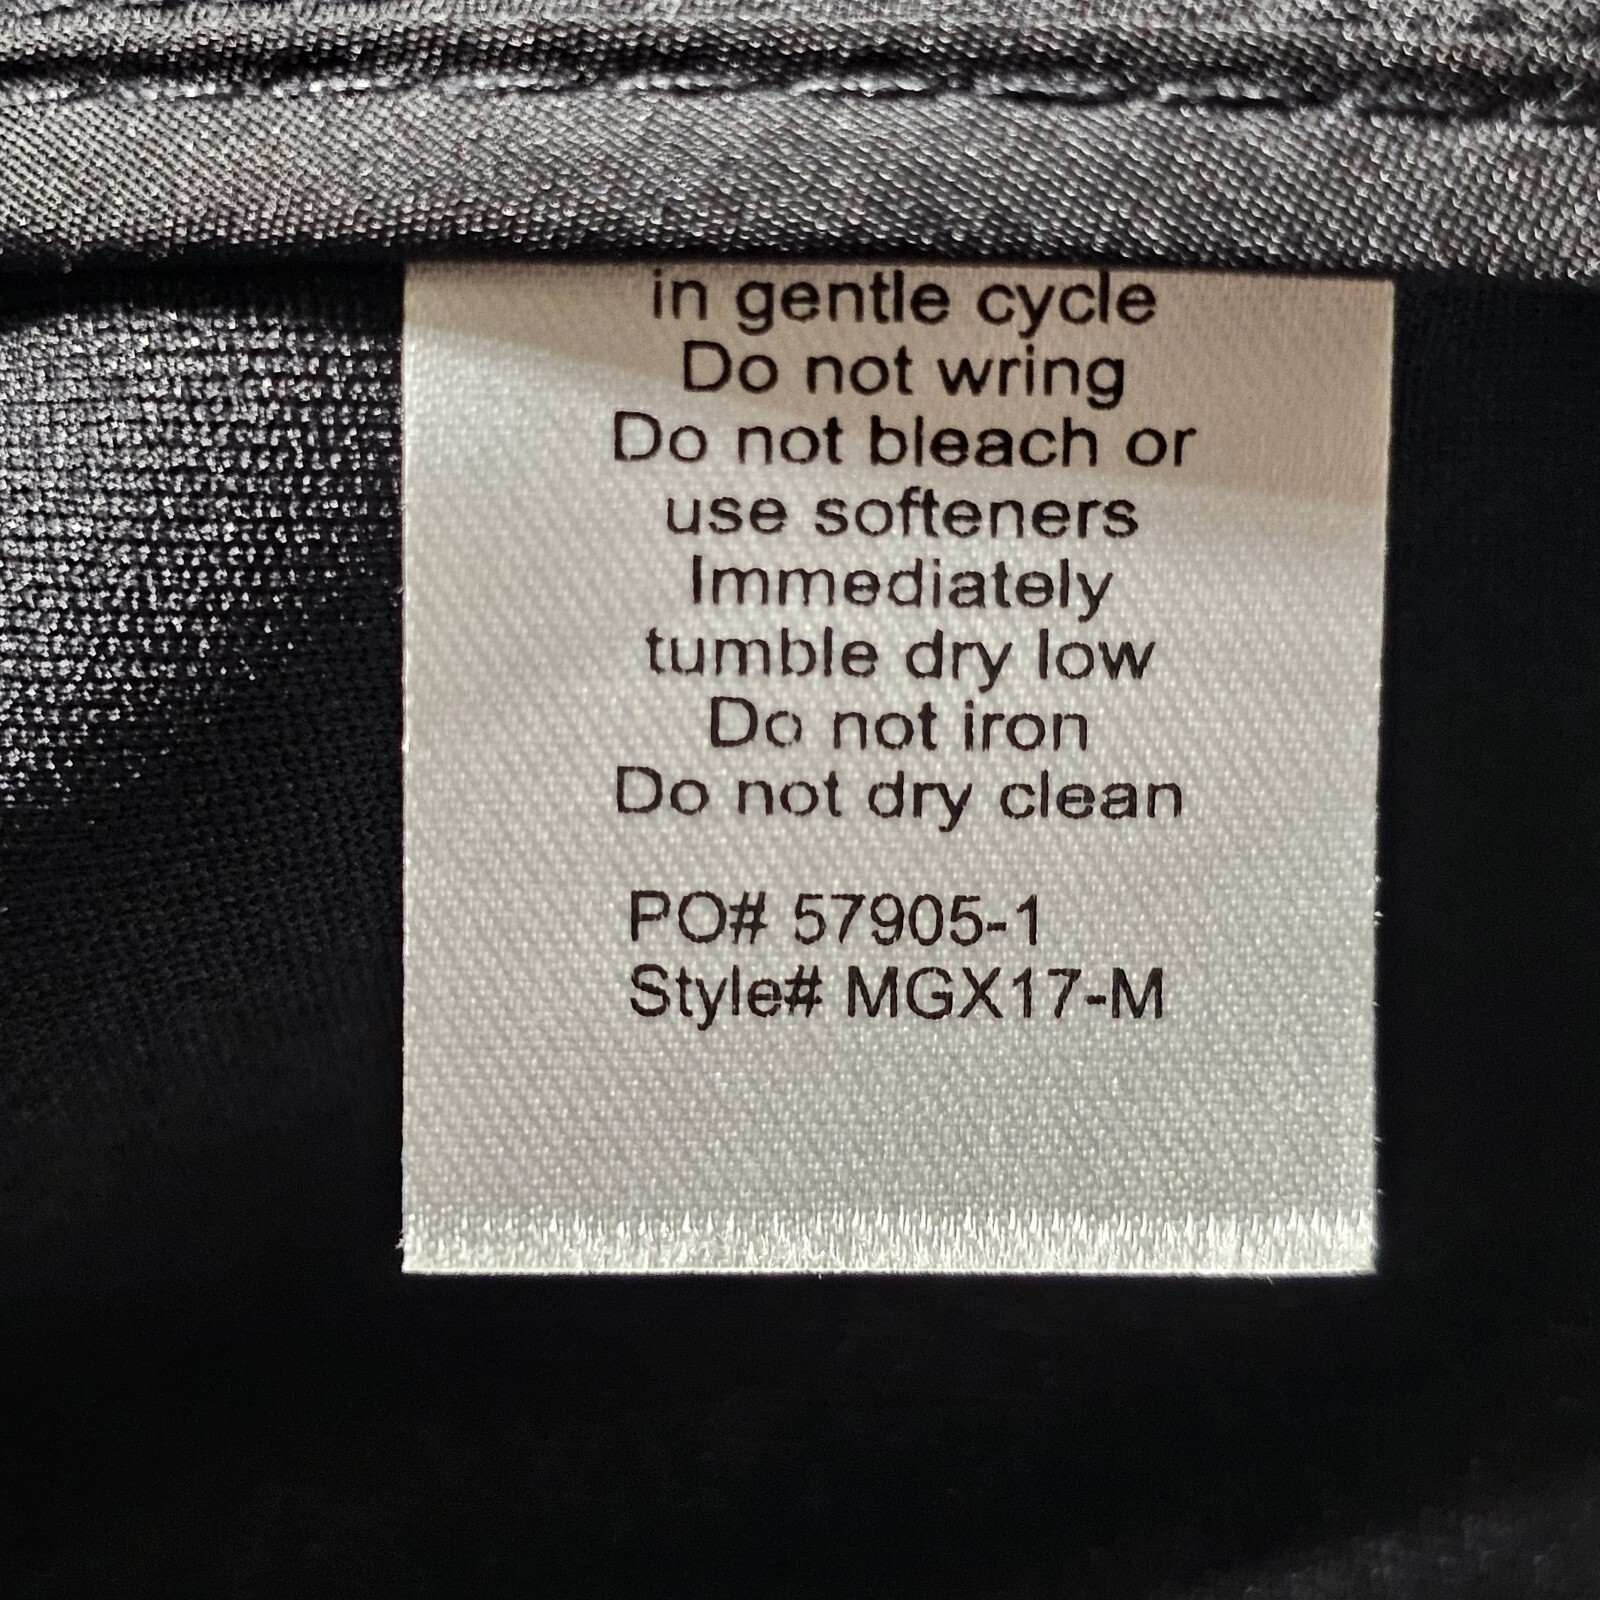 in gentle cycle
Do not wring
Do not bleach or
use softeners
Immediately
tumble dry low
Do not iron
Do not dry clean
PO# 57905-1
Style# MGX17-M